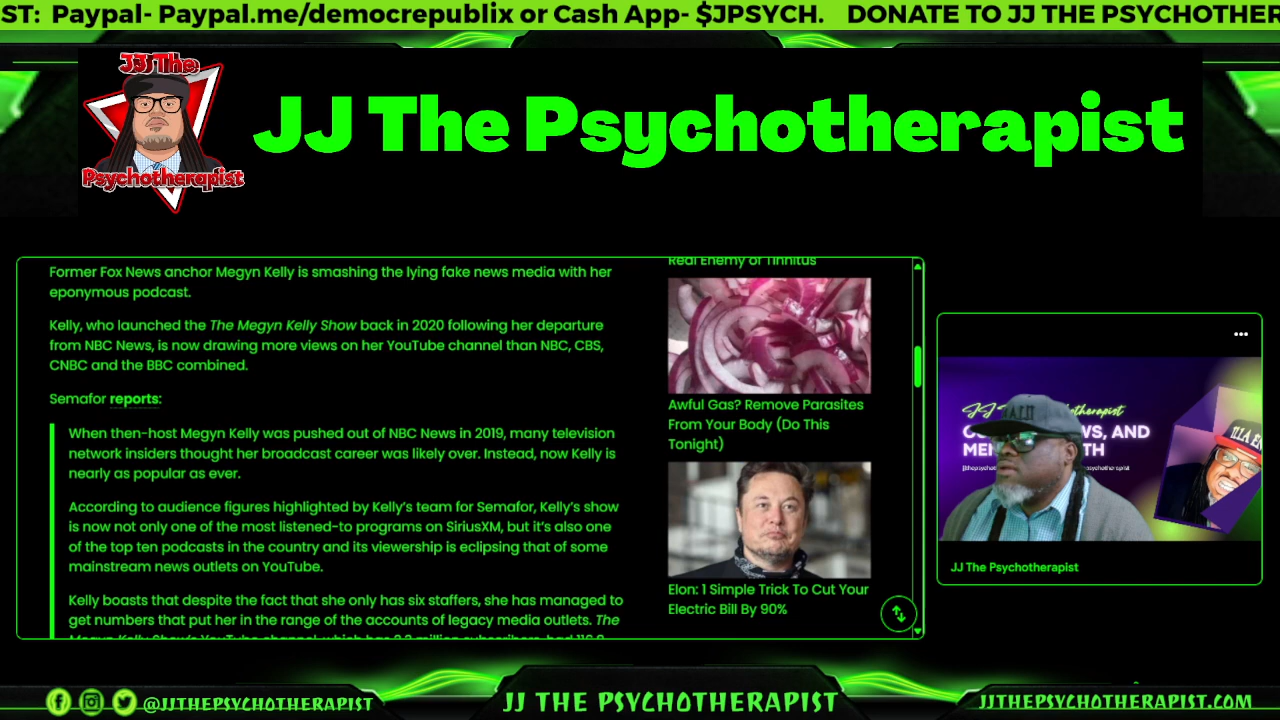 ST: Paypal- Paypal.me/democrepublix or Cash App- $JPSYCH. DONATE TO JJ THE PSYCHOTHER
JJ The
Psychotherapist
JJ The Psychotherapist
Former Fox News anchor Megyn Kelly is smashing the lying fake news media with her
eponymous podcast.
Kelly, who launched the The Megyn Kelly Show back in 2020 following her departure
from NBC News, is now drawing more views on her YouTube channel than NBC, CBS,
CNBC and the BBC combined.
Semafor reports:
When then-host Megyn Kelly was pushed out of NBC News in 2019, many television
network insiders thought her broadcast career was likely over. Instead, now Kelly is
nearly as popular as ever.
According to audience figures highlighted by Kelly's team for Semafor, Kelly's show
is now not only one of the most listened-to programs on SiriusXM, but it's also one
of the top ten podcasts in the country and its viewership is eclipsing that of some
mainstream news outlets on YouTube.
Kelly boasts that despite the fact that she only has six staffers, she has managed to
get numbers that put her in the range of the accounts of legacy media outlets. The
Megyn Kelly Show's YouTube channel, which has
Real Enemy of Tinnitus
Awful Gas? Remove Parasites
From Your Body (Do This
Tonight)
Elon: 1 Simple Trick To Cut Your
Electric Bill By 90%
WS, AND
TH
JJ The Psychotherapist
@JJTHEPSYCHOTHERAPIST
JJ THE PSYCHOTHERAPIST
JJTHEPSYCHOTHERAPIST.COM